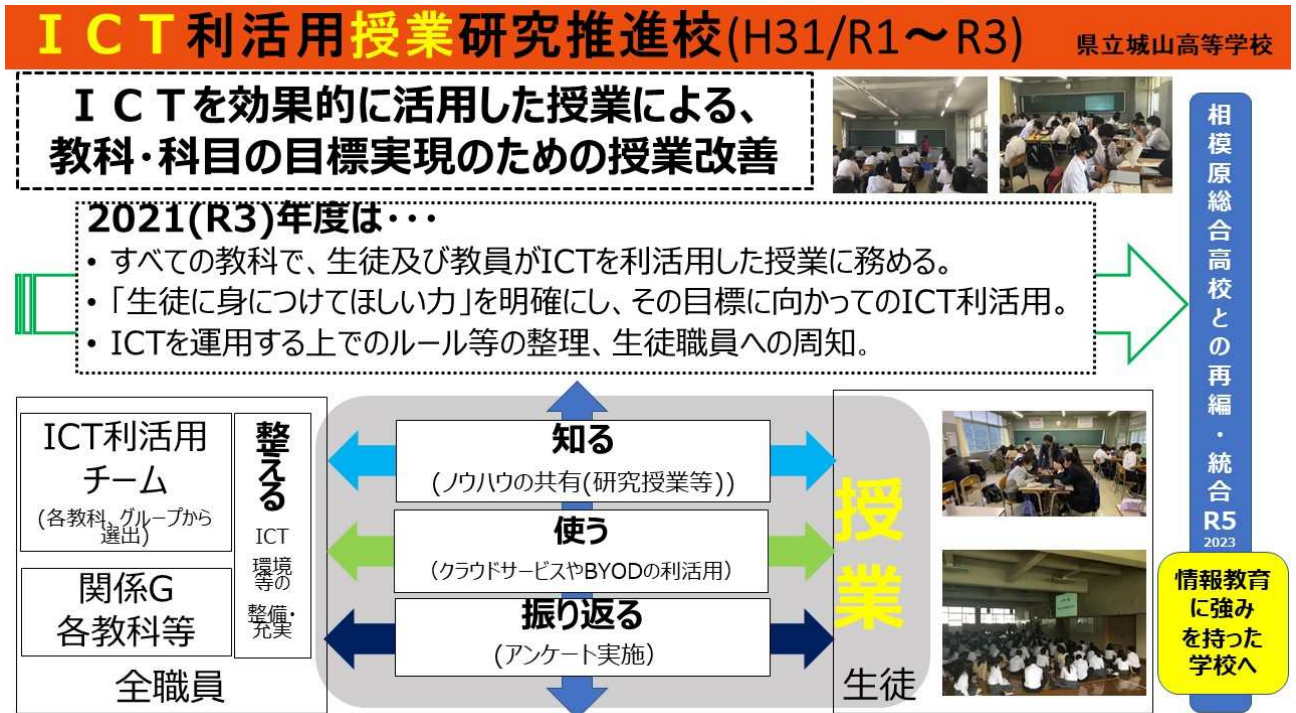 ICT利活用授業研究推進校(H31/R1～R3)
県立城山高等学校
ICTを効果的に活用した授業による、
教科・科目の目標実現のための授業改善
2021(R3)年度は・・・
• すべての教科で、生徒及び教員がICTを利活用した授業に務める。
• 「生徒に身につけてほしい力」を明確にし、その目標に向かってのICT利活用。
• ICTを運用する上でのルール等の整理、生徒職員への周知。
ICT利活用
チーム
(各教科、グループから
選出)
関係G
各教科等
全職員
整える
ICT
環境
等の
整備・
充実
知る
(ノウハウの共有(研究授業等))
使う
(クラウドサービスやBYODの利活用)
振り返る
(アンケート実施)
授業
生徒
相模原総合高校との再編・統合
R5
2023
情報教育
に強み
を持った
学校へ